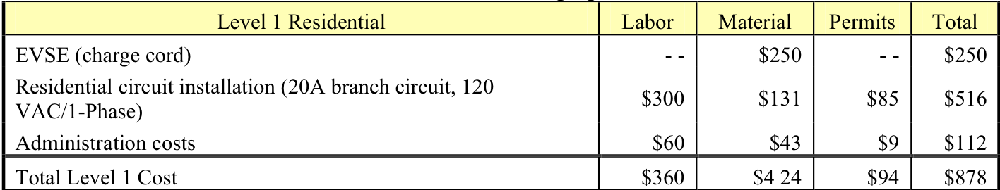 Level 1 Residential Labor Material Permits Total
EVSE (charge cord) - - $250 - - $250
Residential circuit installation (20A branch circuit, 120
VAC/1-Phase) $300 $131 $85 $516
Administration costs $60 $43 $9 $112
Total Level 1 Cost $360 $4 24 $94 $878